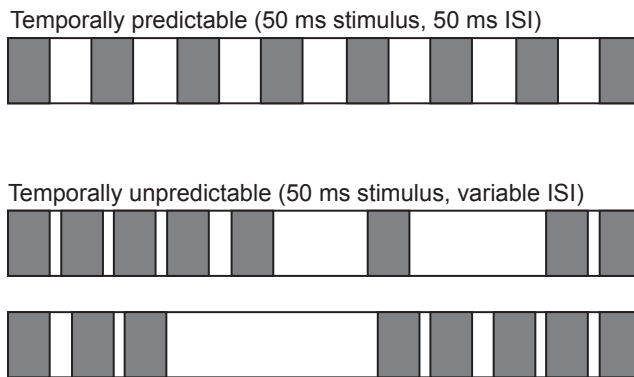 Temporally predictable (50 ms stimulus, 50 ms ISI)
Temporally unpredictable (50 ms stimulus, variable ISI)